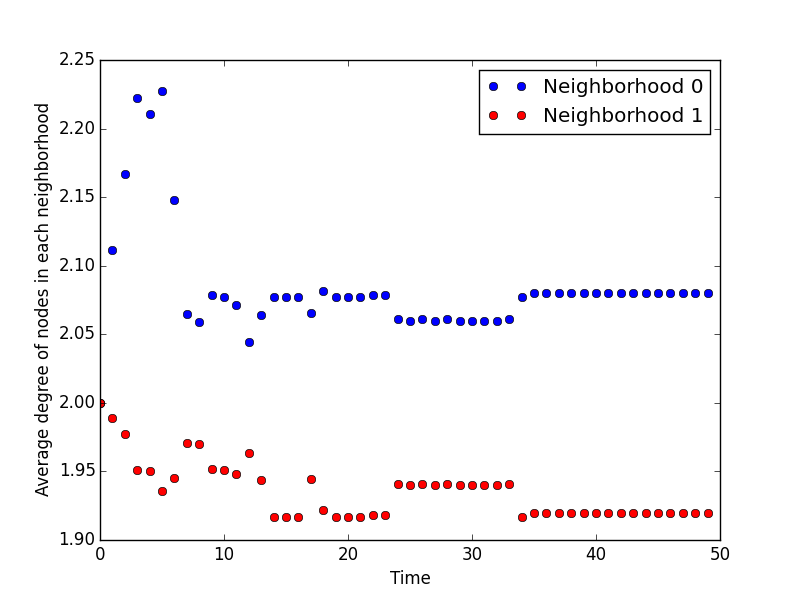 2.25
2.20
2.15
2.10
2.05
2.00
1.95
1.90
Average degree of nodes in each neighborhood
Neighborhood 0
Neighborhood 1
0 10 20 30 40 50
Time